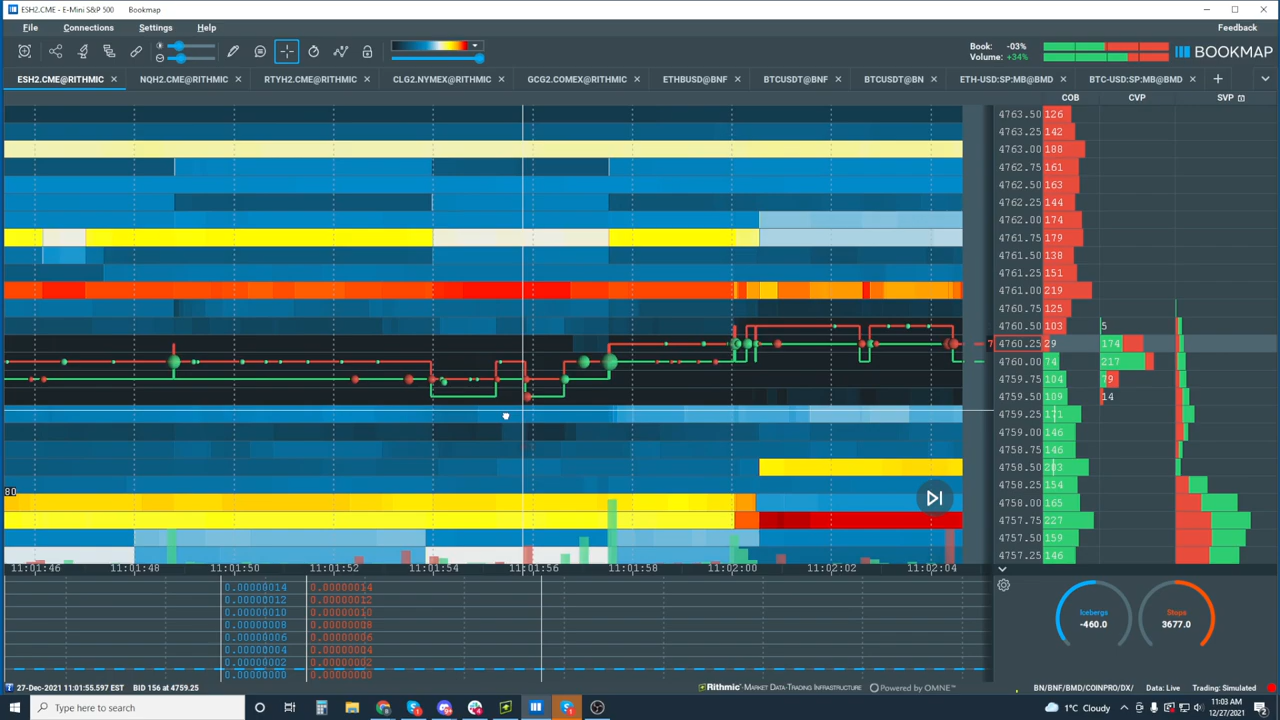 ESH2.CME - E-Mini S&P 500 Bookmap
File Connections Settings Help Feedback
Book: -03%
Volume: +34%
BOOKMAP
ESH2.CME@RITHMIC NQH2.CME@RITHMIC RTYH2.CME@RITHMIC CLG2.NYMEX@RITHMIC GCG2.COMEX@RITHMIC ETHBUSD@BNF BTCUSDT@BNF BTCUSDT@BN ETH-USD:SP:MB@BMD BTC-USD:SP:MB@BMD
COB CVP SVP
4763.50 126
4763.25 142
4763.00 188
4762.75 161
4762.50 163
4762.25 144
4762.00 174
4761.75 179
4761.50 138
4761.25 151
4761.00 219
4760.75 125
4760.50 103 5
4760.25 29 174
4760.00 74 217
4759.75 104 79
4759.50 109 14
4759.25 171
4759.00 146
4758.75 146
4758.50 203
4758.25 154
4758.00 165
4757.75 227
4757.50 159
4757.25 146
80
11:01:46 11:01:48 11:01:50 11:01:52 11:01:54 11:01:56 11:01:58 11:02:00 11:02:02 11:02:04
0.00000014 0.00000014
0.00000012 0.00000012
0.00000010 0.00000010
0.00000008 0.00000008
0.00000006 0.00000006
0.00000004 0.00000004
0.00000002 0.00000002
0.00000000 0.00000000
Icebergs
-460.0
Stops
3677.0
27-Dec-2021 11:01:55.597 EST BID 156 at 4759.25 Rithmic - MARKET DATA-TRADING INFRASTRUCTURE Powered by OMNE™ BN/BNF/BMD/COINPRO/DX/ Data: Live Trading: Simulated
Type here to search 1°C Cloudy 11:03 AM
12/27/2021